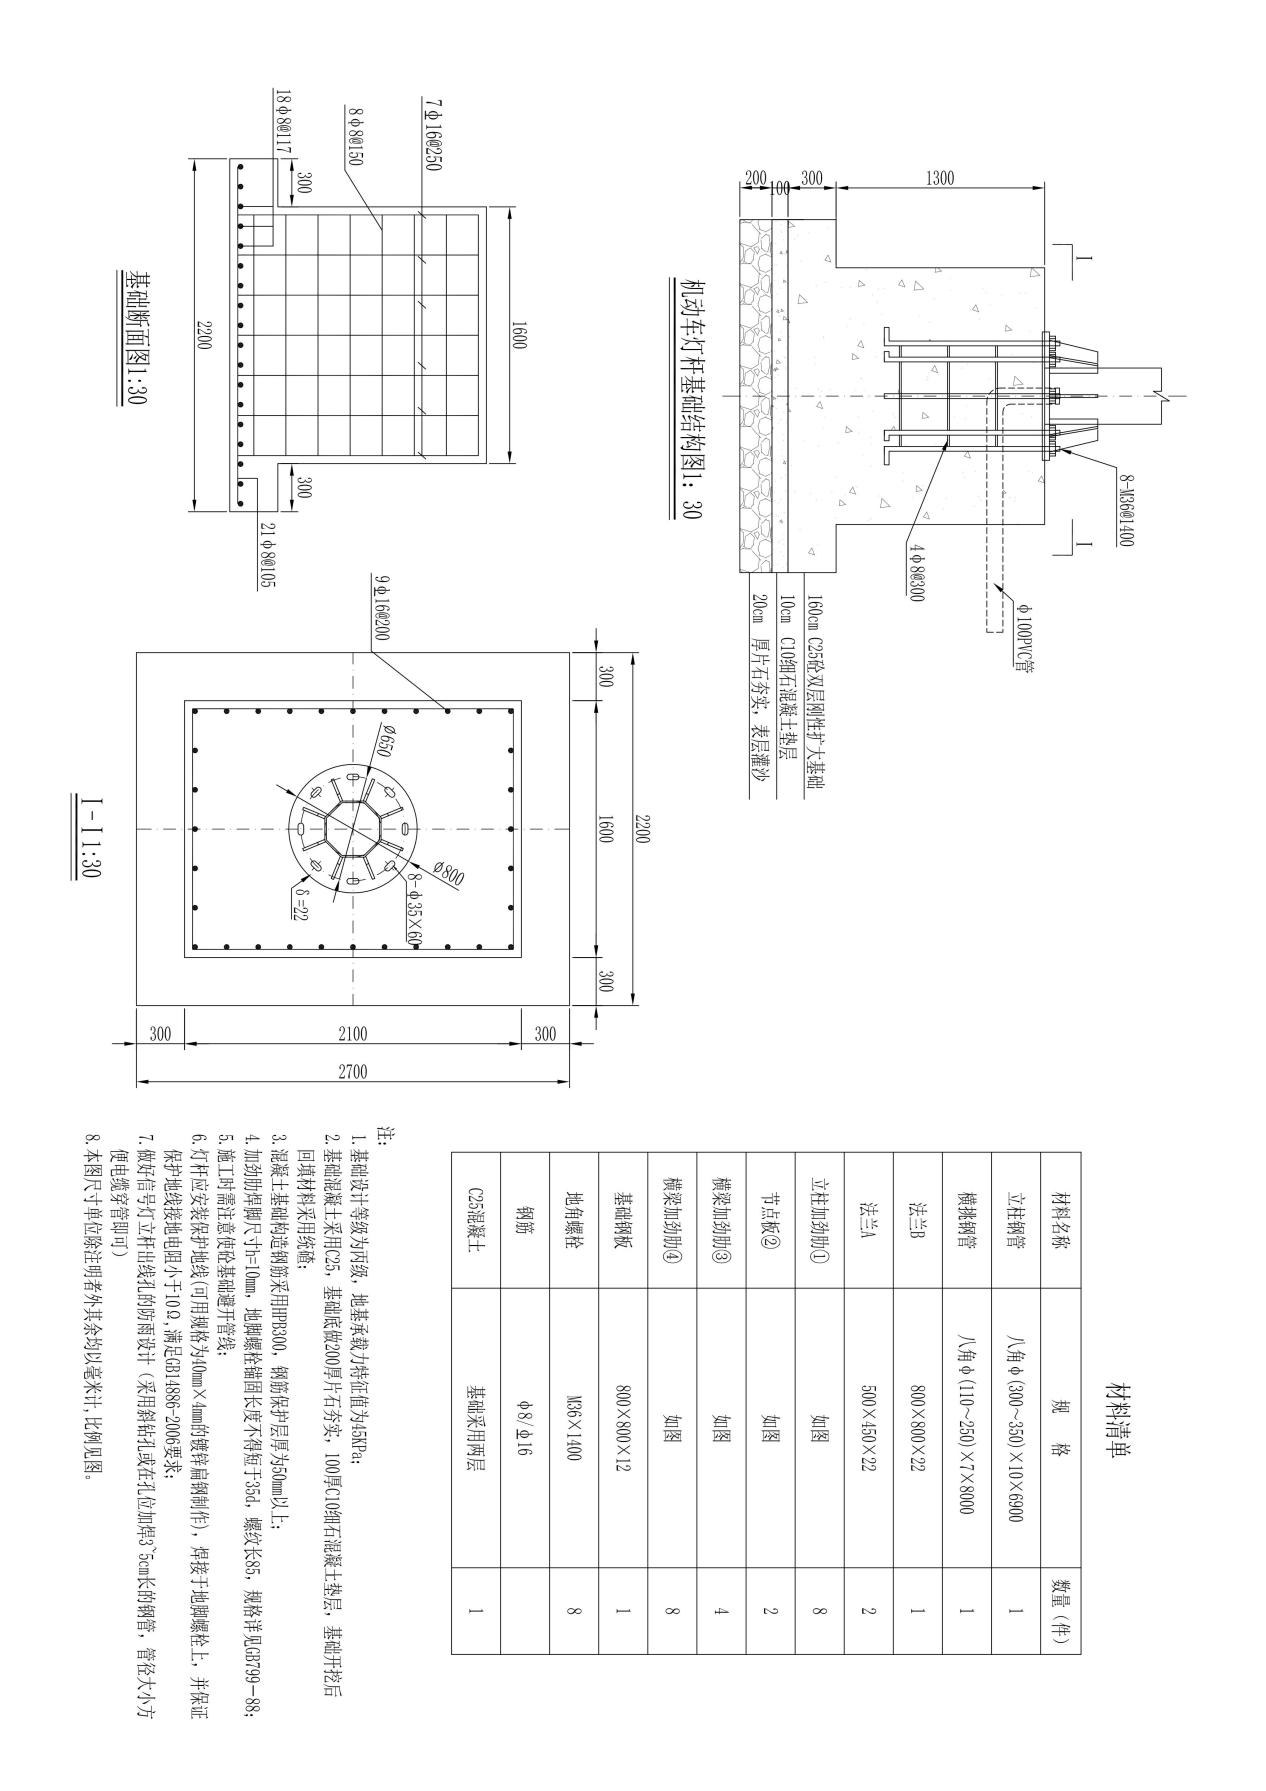 1300
300
100
200
I
I
8-M36@1400
4ф8@300
ф100PVC管
160cm C25砼双层刚性扩大基础
10cm C10细石混凝土垫层
20cm 厚片石夯实，表层灌沙
机动车灯杆基础结构图1：30
7ф16@250
8ф8@150
18ф8@117
300
1600
300
2200
21ф8@105
基础断面图1:30
2200
300
1600
300
9ф16@200
ø650
ø800
8-ф35×60
δ=22
300
2100
300
2700
I-I 1:30
材料清单
材料名称 规 格 数量（件）
立柱钢管 八角ф(300～350)×10×6900 1
横挑钢管 八角ф(110～250)×7×8000 1
法兰B 800×800×22 1
法兰A 500×450×22 2
立柱加劲肋① 如图 8
节点板② 如图 2
横梁加劲肋③ 如图 4
横梁加劲肋④ 如图 8
基础钢板 800×800×12 1
地角螺栓 M36×1400 8
钢筋 ф8/ф16
C25混凝土 基础采用两层 1
注：
1.基础设计等级为丙级，地基承载力特征值为45KPa；
2.基础混凝土采用C25，基础底做200厚片石夯实，100厚C10细石混凝土垫层，基础开挖后
回填材料采用统碴；
3.混凝土基础构造钢筋采用HPB300，钢筋保护层厚为50mm以上；
4.加劲肋焊脚尺寸h=10mm，地脚螺栓锚固长度不得短于35d，螺纹长85，规格详见GB799－88；
5.施工时需注意使砼基础避开管线；
6.灯杆应安装保护地线(可用规格为40mm×4mm的镀锌扁钢制作)，焊接于地脚螺栓上，并保证
保护地线接地电阻小于10Ω,满足GB14886-2006要求；
7.做好信号灯立杆出线孔的防雨设计（采用斜钻孔或在孔位加焊3~5cm长的钢管，管径大小方
便电缆穿管即可）
8.本图尺寸单位除注明者外其余均以毫米计,比例见图。